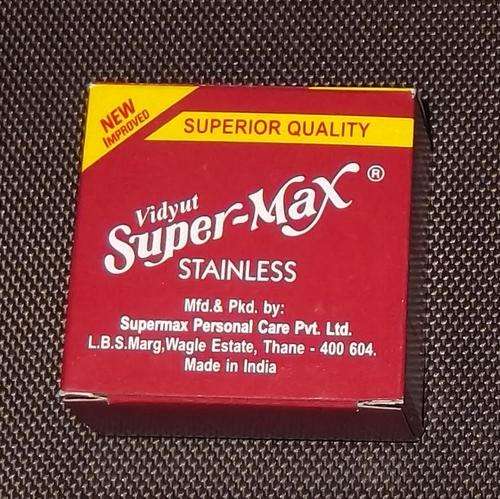 NEW
IMPROVED
SUPERIOR QUALITY
Vidyut
Super-Max ®
STAINLESS
Mfd.& Pkd. by:
Supermax Personal Care Pvt. Ltd.
L.B.S.Marg,Wagle Estate, Thane - 400 604.
Made in India